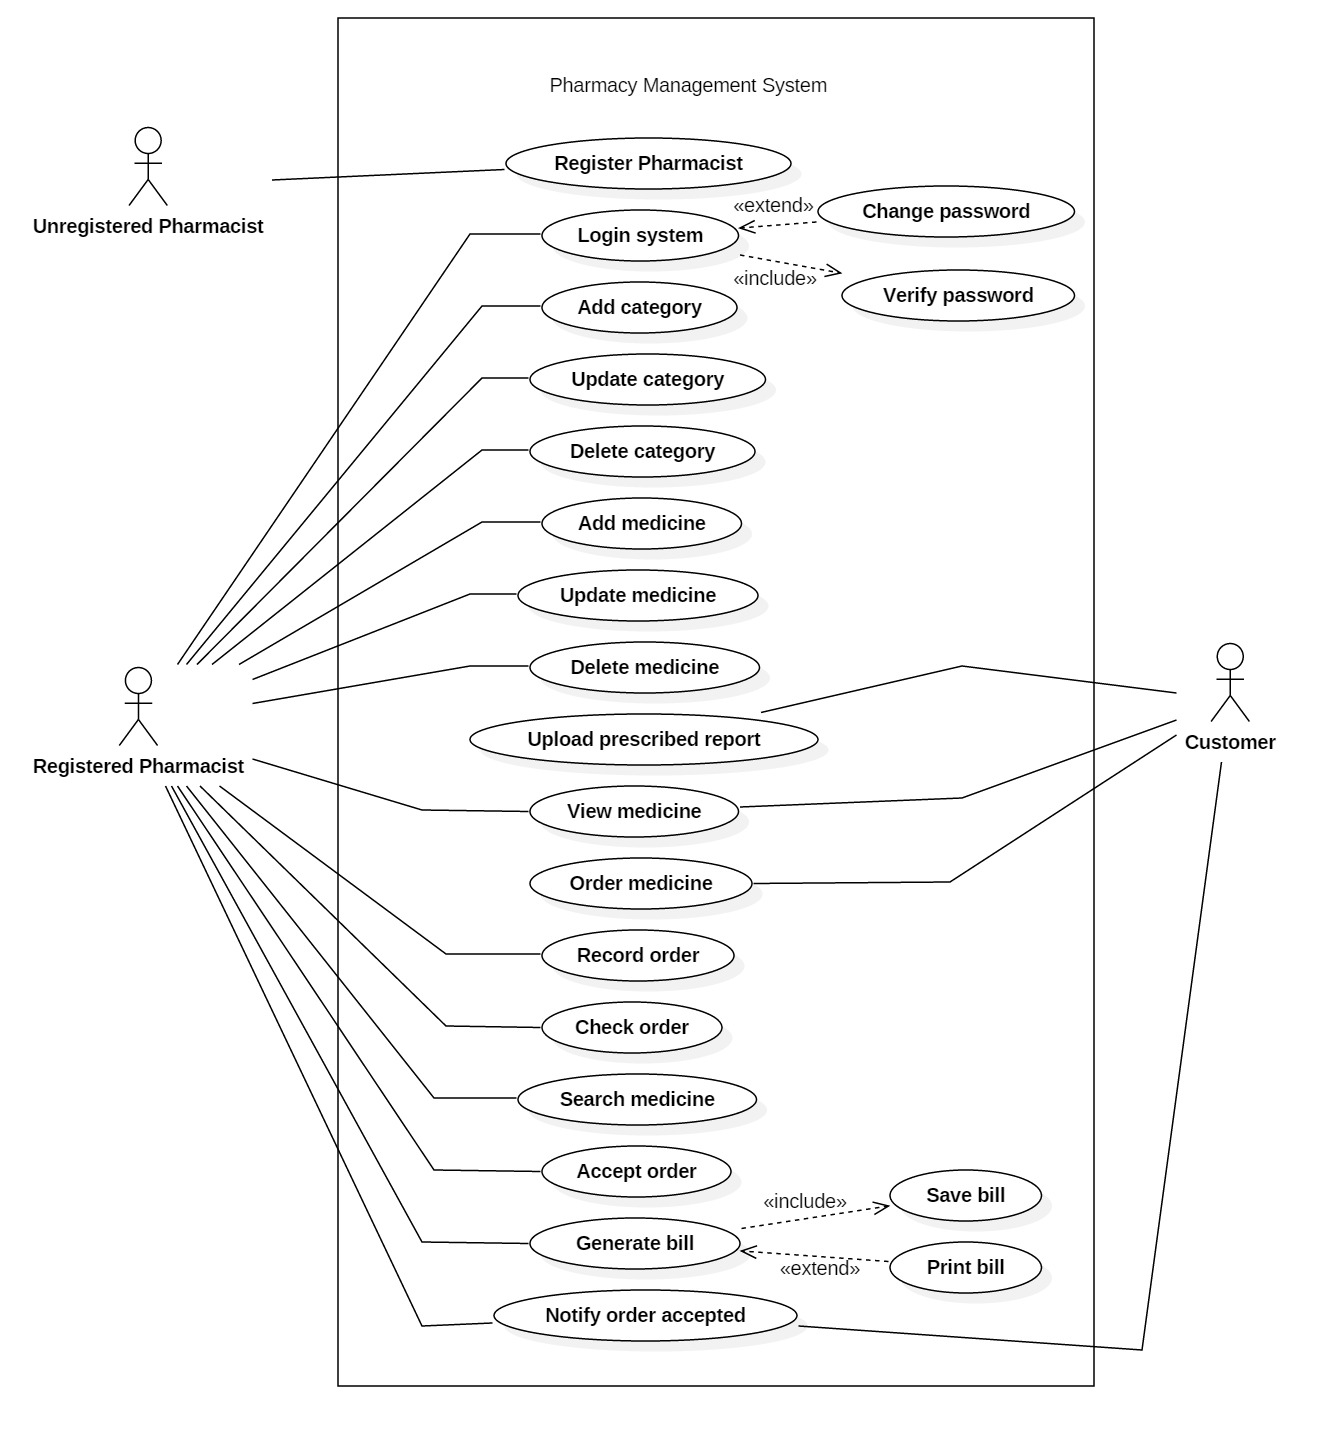 Pharmacy Management System
Unregistered Pharmacist
Register Pharmacist
«extend»
Change password
Login system
«include»
Verify password
Add category
Update category
Delete category
Add medicine
Update medicine
Delete medicine
Upload prescribed report
Customer
Registered Pharmacist
View medicine
Order medicine
Record order
Check order
Search medicine
Accept order
«include»
Save bill
Generate bill
«extend»
Print bill
Notify order accepted